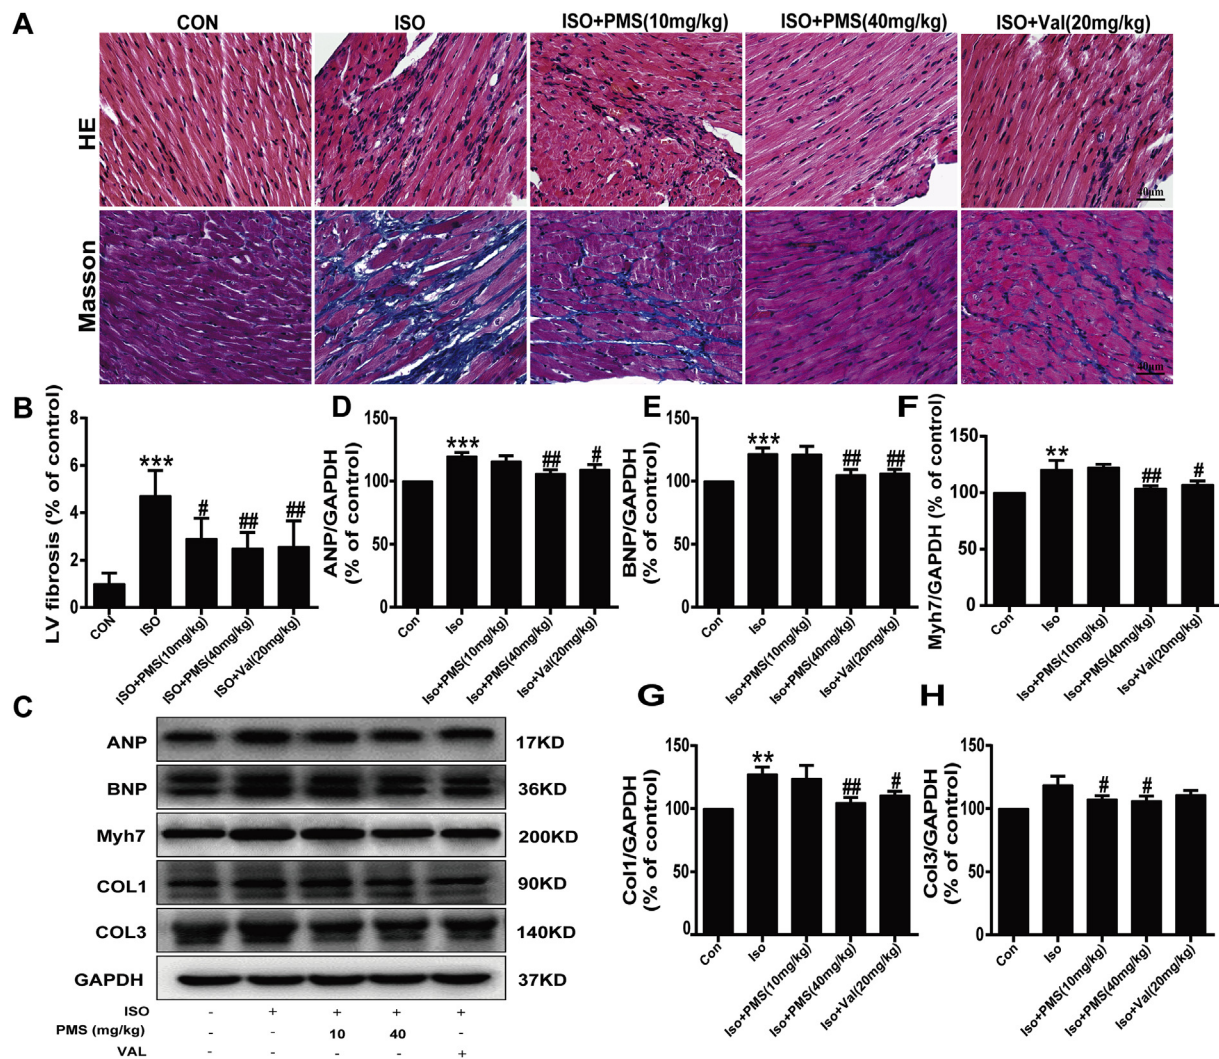 A
CON
ISO
ISO+PMS(10mg/kg)
ISO+PMS(40mg/kg)
ISO+Val(20mg/kg)
HE
40μm
Masson
40μm
B
LV fibrosis (% of control)
8
6
4
2
0
***
#
##
##
CON
ISO
ISO+PMS(10mg/kg)
ISO+PMS(40mg/kg)
ISO+Val(20mg/kg)
D
ANP/GAPDH
(% of control)
150
100
50
0
***
##
#
Con
Iso
Iso+PMS(10mg/kg)
Iso+PMS(40mg/kg)
Iso+Val(20mg/kg)
E
BNP/GAPDH
(% of control)
150
100
50
0
***
##
##
Con
Iso
Iso+PMS(10mg/kg)
Iso+PMS(40mg/kg)
Iso+Val(20mg/kg)
F
Myh7/GAPDH (% of control)
150
100
50
0
**
##
#
Con
Iso
Iso+PMS(10mg/kg)
Iso+PMS(40mg/kg)
Iso+Val(20mg/kg)
C
ANP
17KD
BNP
36KD
Myh7
200KD
COL1
90KD
COL3
140KD
GAPDH
37KD
ISO - + + + +
PMS (mg/kg) - - 10 40 -
VAL - - - - +
G
Col1/GAPDH
(% of control)
150
100
50
0
**
##
#
Con
Iso
Iso+PMS(10mg/kg)
Iso+PMS(40mg/kg)
Iso+Val(20mg/kg)
H
Col3/GAPDH
(% of control)
150
100
50
0
#
#
Con
Iso
Iso+PMS(10mg/kg)
Iso+PMS(40mg/kg)
Iso+Val(20mg/kg)